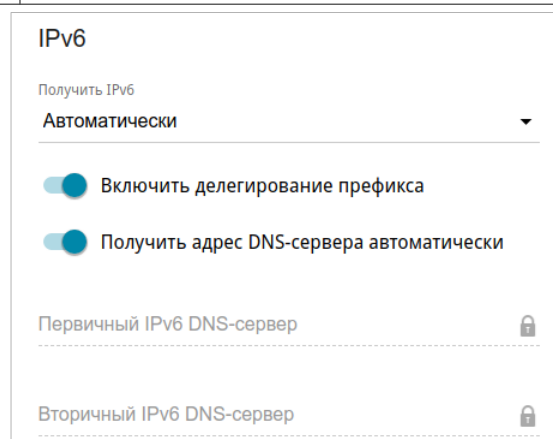 IPv6
Получить IPv6
Автоматически
Включить делегирование префикса
Получить адрес DNS-сервера автоматически
Первичный IPv6 DNS-сервер
Вторичный IPv6 DNS-сервер